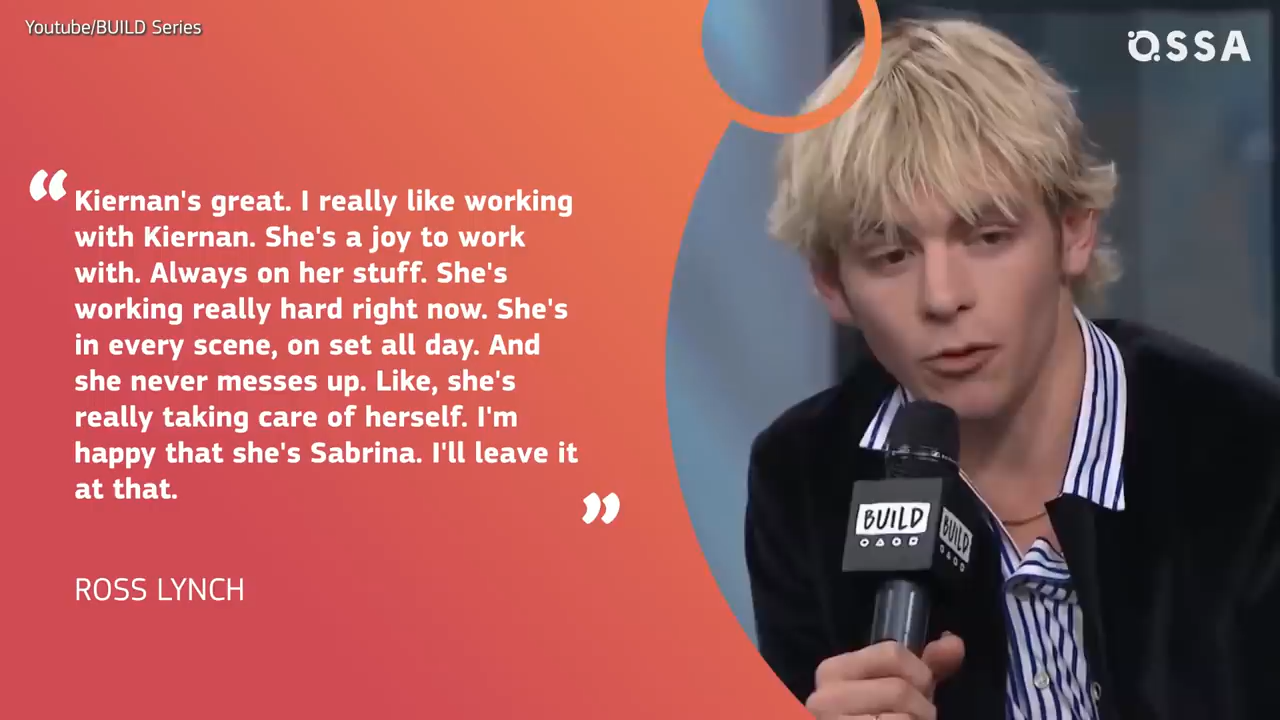 Youtube/BUILD Series
OSSA
“Kiernan's great. I really like working
with Kiernan. She's a joy to work
with. Always on her stuff. She's
working really hard right now. She's
in every scene, on set all day. And
she never messes up. Like, she's
really taking care of herself. I'm
happy that she's Sabrina. I'll leave it
at that.”
ROSS LYNCH
BUILD
BUILD